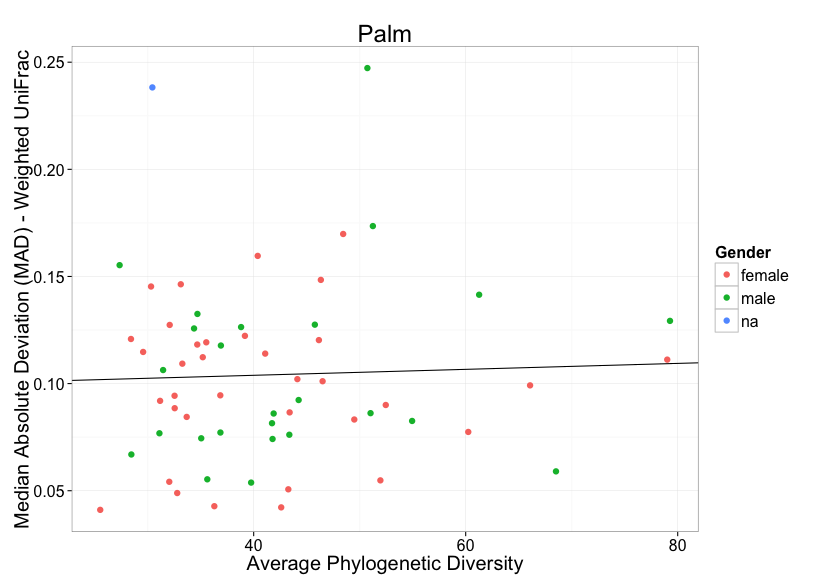 Palm
Median Absolute Deviation (MAD) - Weighted UniFrac
0.25
0.20
0.15
0.10
0.05
40 60 80
Average Phylogenetic Diversity
Gender
female
male
na